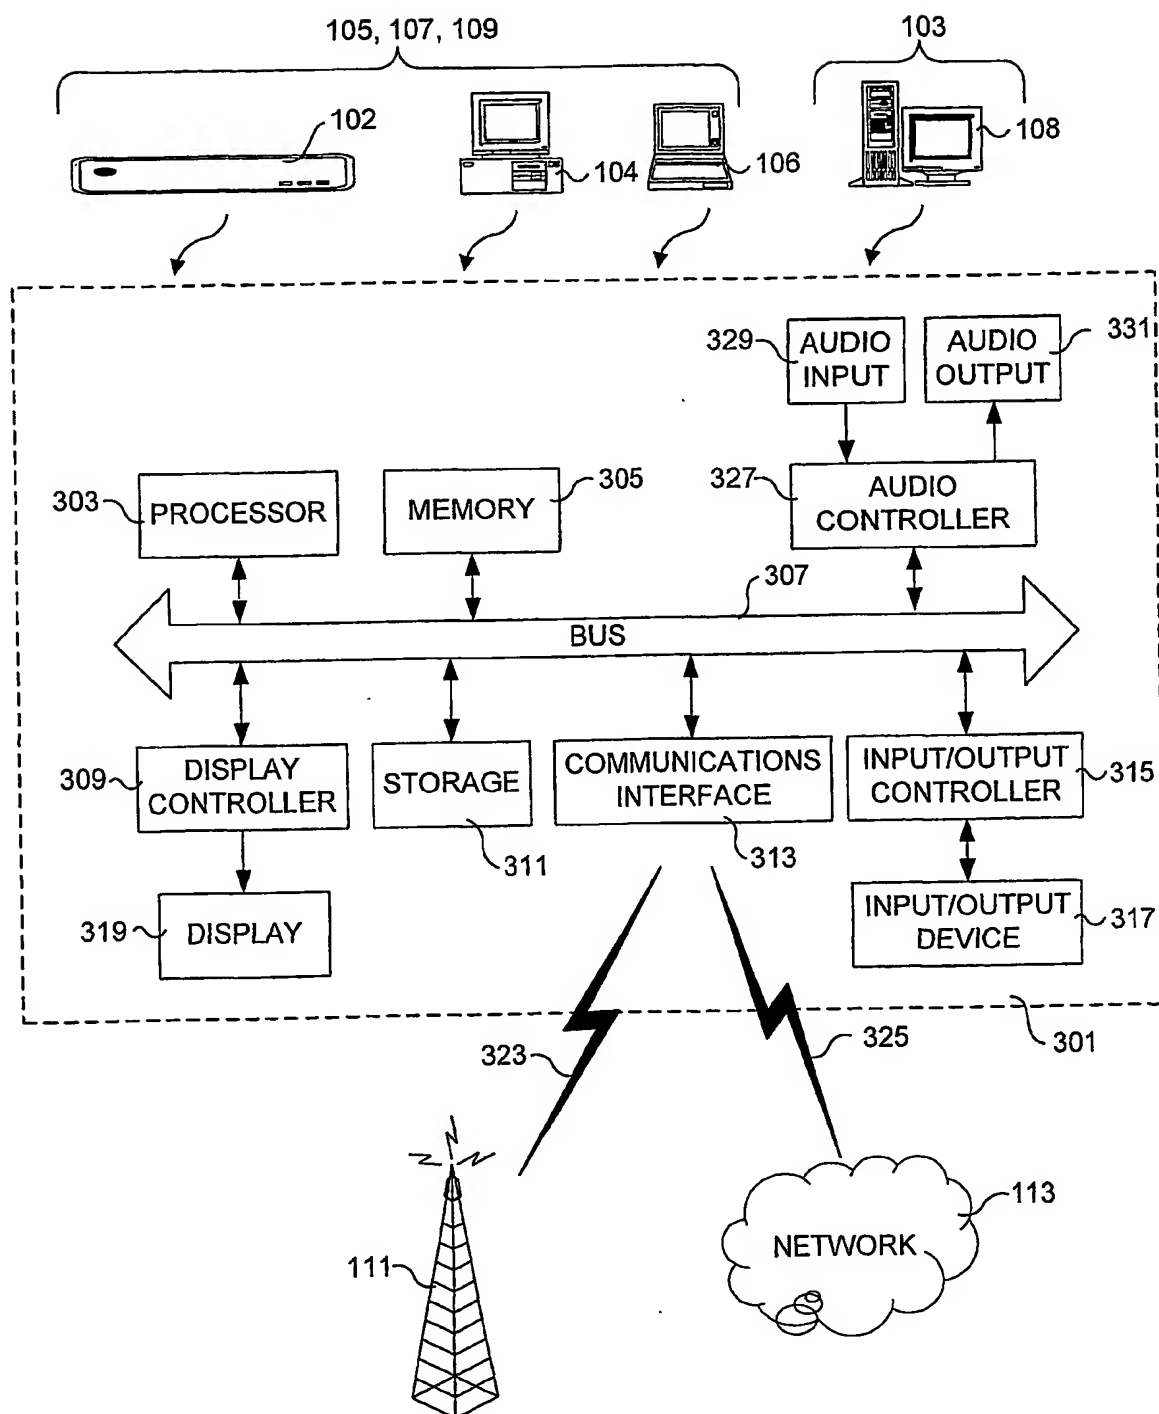 105, 107, 109
103
102
104
106
108
329
AUDIO
INPUT
AUDIO
OUTPUT
331
303
PROCESSOR
MEMORY
305
327
AUDIO
CONTROLLER
307
BUS
309
DISPLAY
CONTROLLER
STORAGE
311
COMMUNICATIONS
INTERFACE
313
INPUT/OUTPUT
CONTROLLER
315
319
DISPLAY
INPUT/OUTPUT
DEVICE
317
323
325
301
111
113
NETWORK